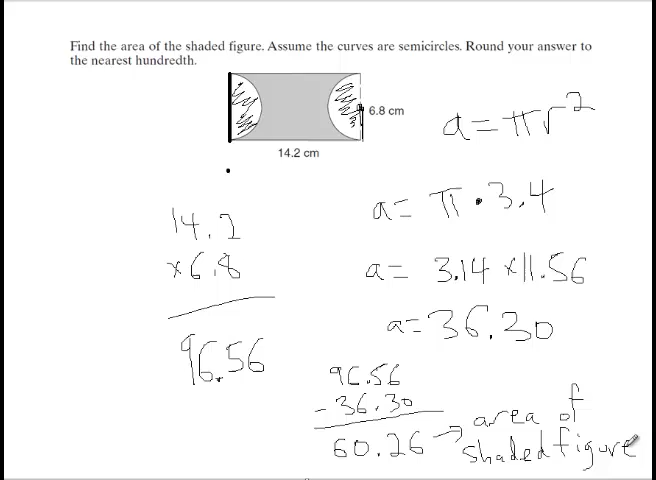 Find the area of the shaded figure. Assume the curves are semicircles. Round your answer to
the nearest hundredth.
6.8 cm
14.2 cm
a=πr²
a= π•3.4
14.2
×6.8
96.56
a= 3.14 ×11.56
a=36.30
96.56
-36.30
60.26 → area of
shaded figure